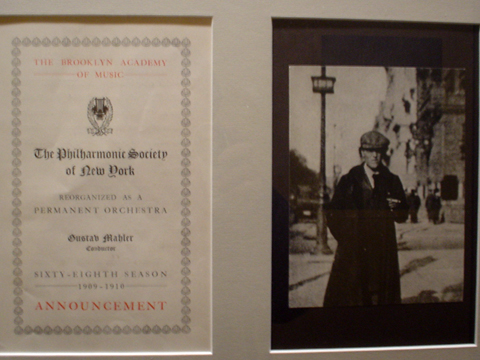 THE BROOKLYN ACADEMY
OF MUSIC
The Philharmonic Society
of New York
REORGANIZED AS A
PERMANENT ORCHESTRA
Gustav Mahler
Conductor
SIXTY-EIGHTH SEASON
1909-1910
ANNOUNCEMENT